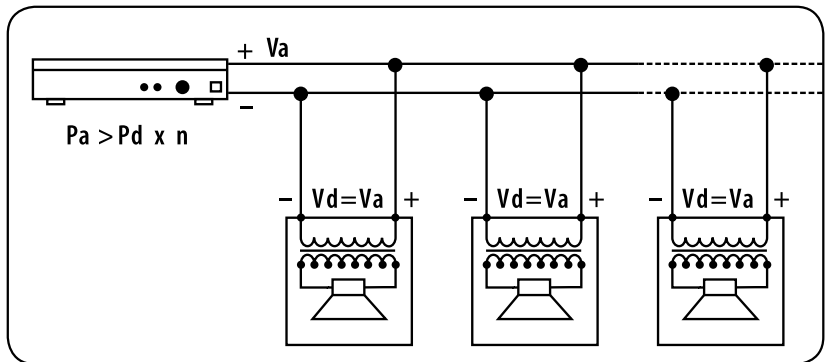 + Va
-
Pa > Pd x n
- Vd=Va +
- Vd=Va +
- Vd=Va +